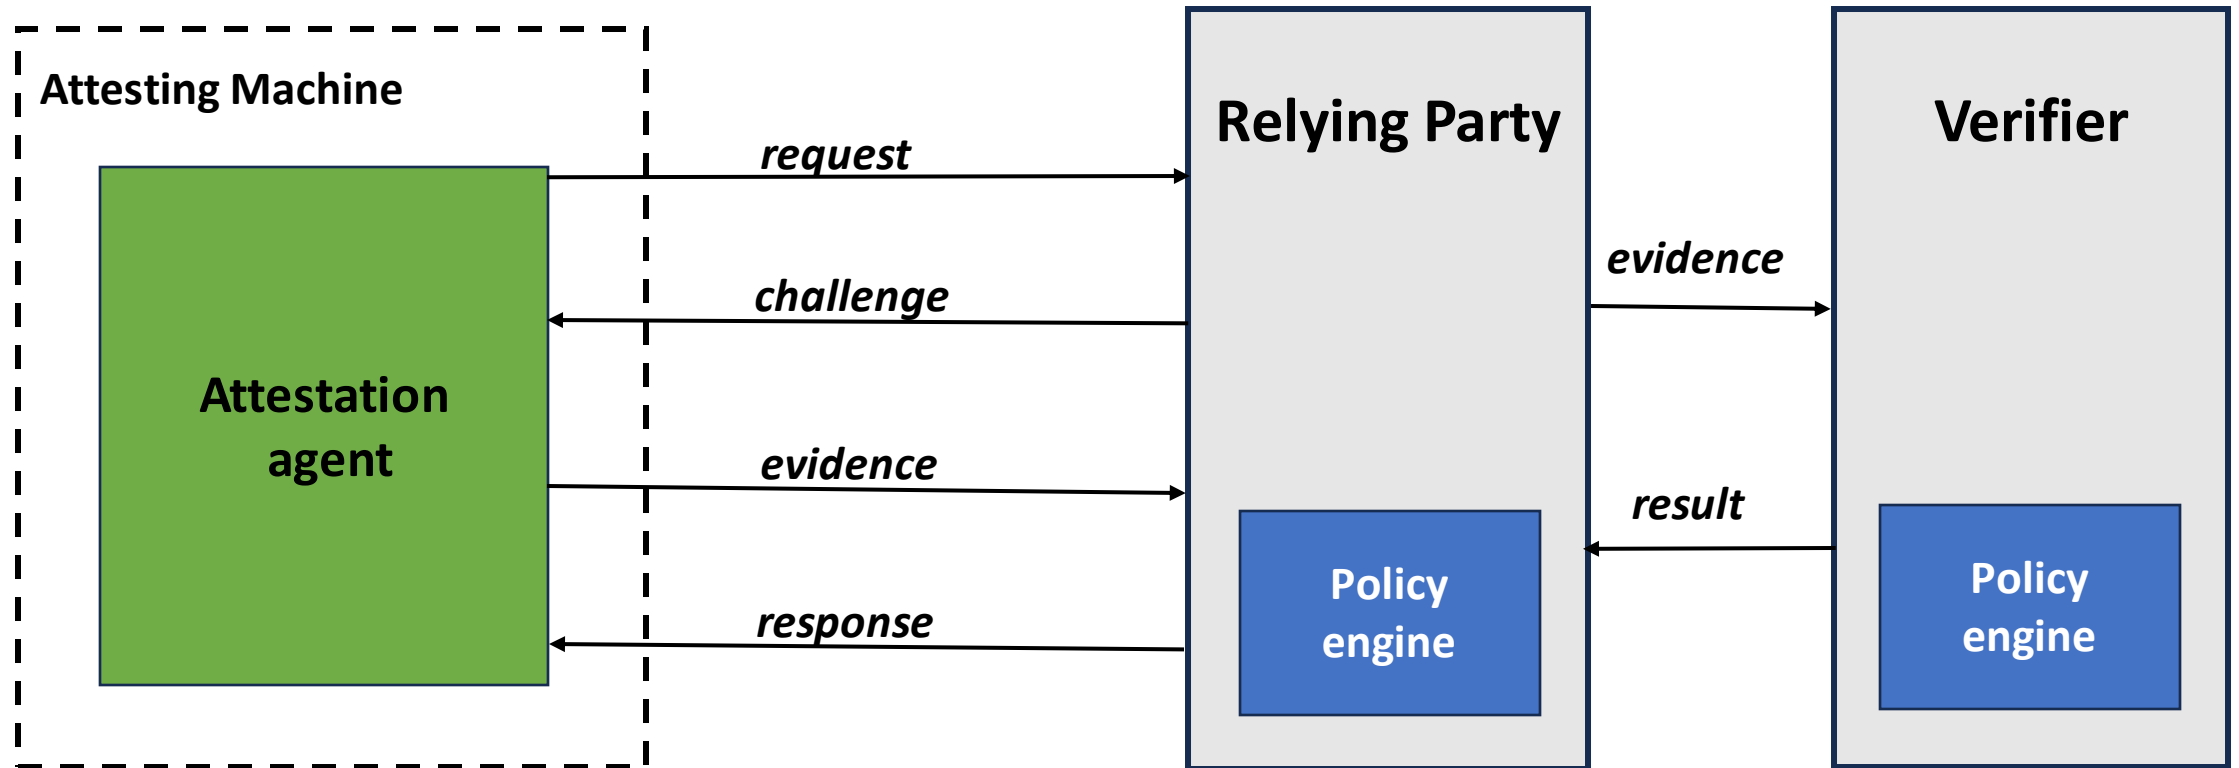 Attesting Machine
Attestation
agent
request
challenge
evidence
response
Relying Party
Policy
engine
evidence
result
Verifier
Policy
engine